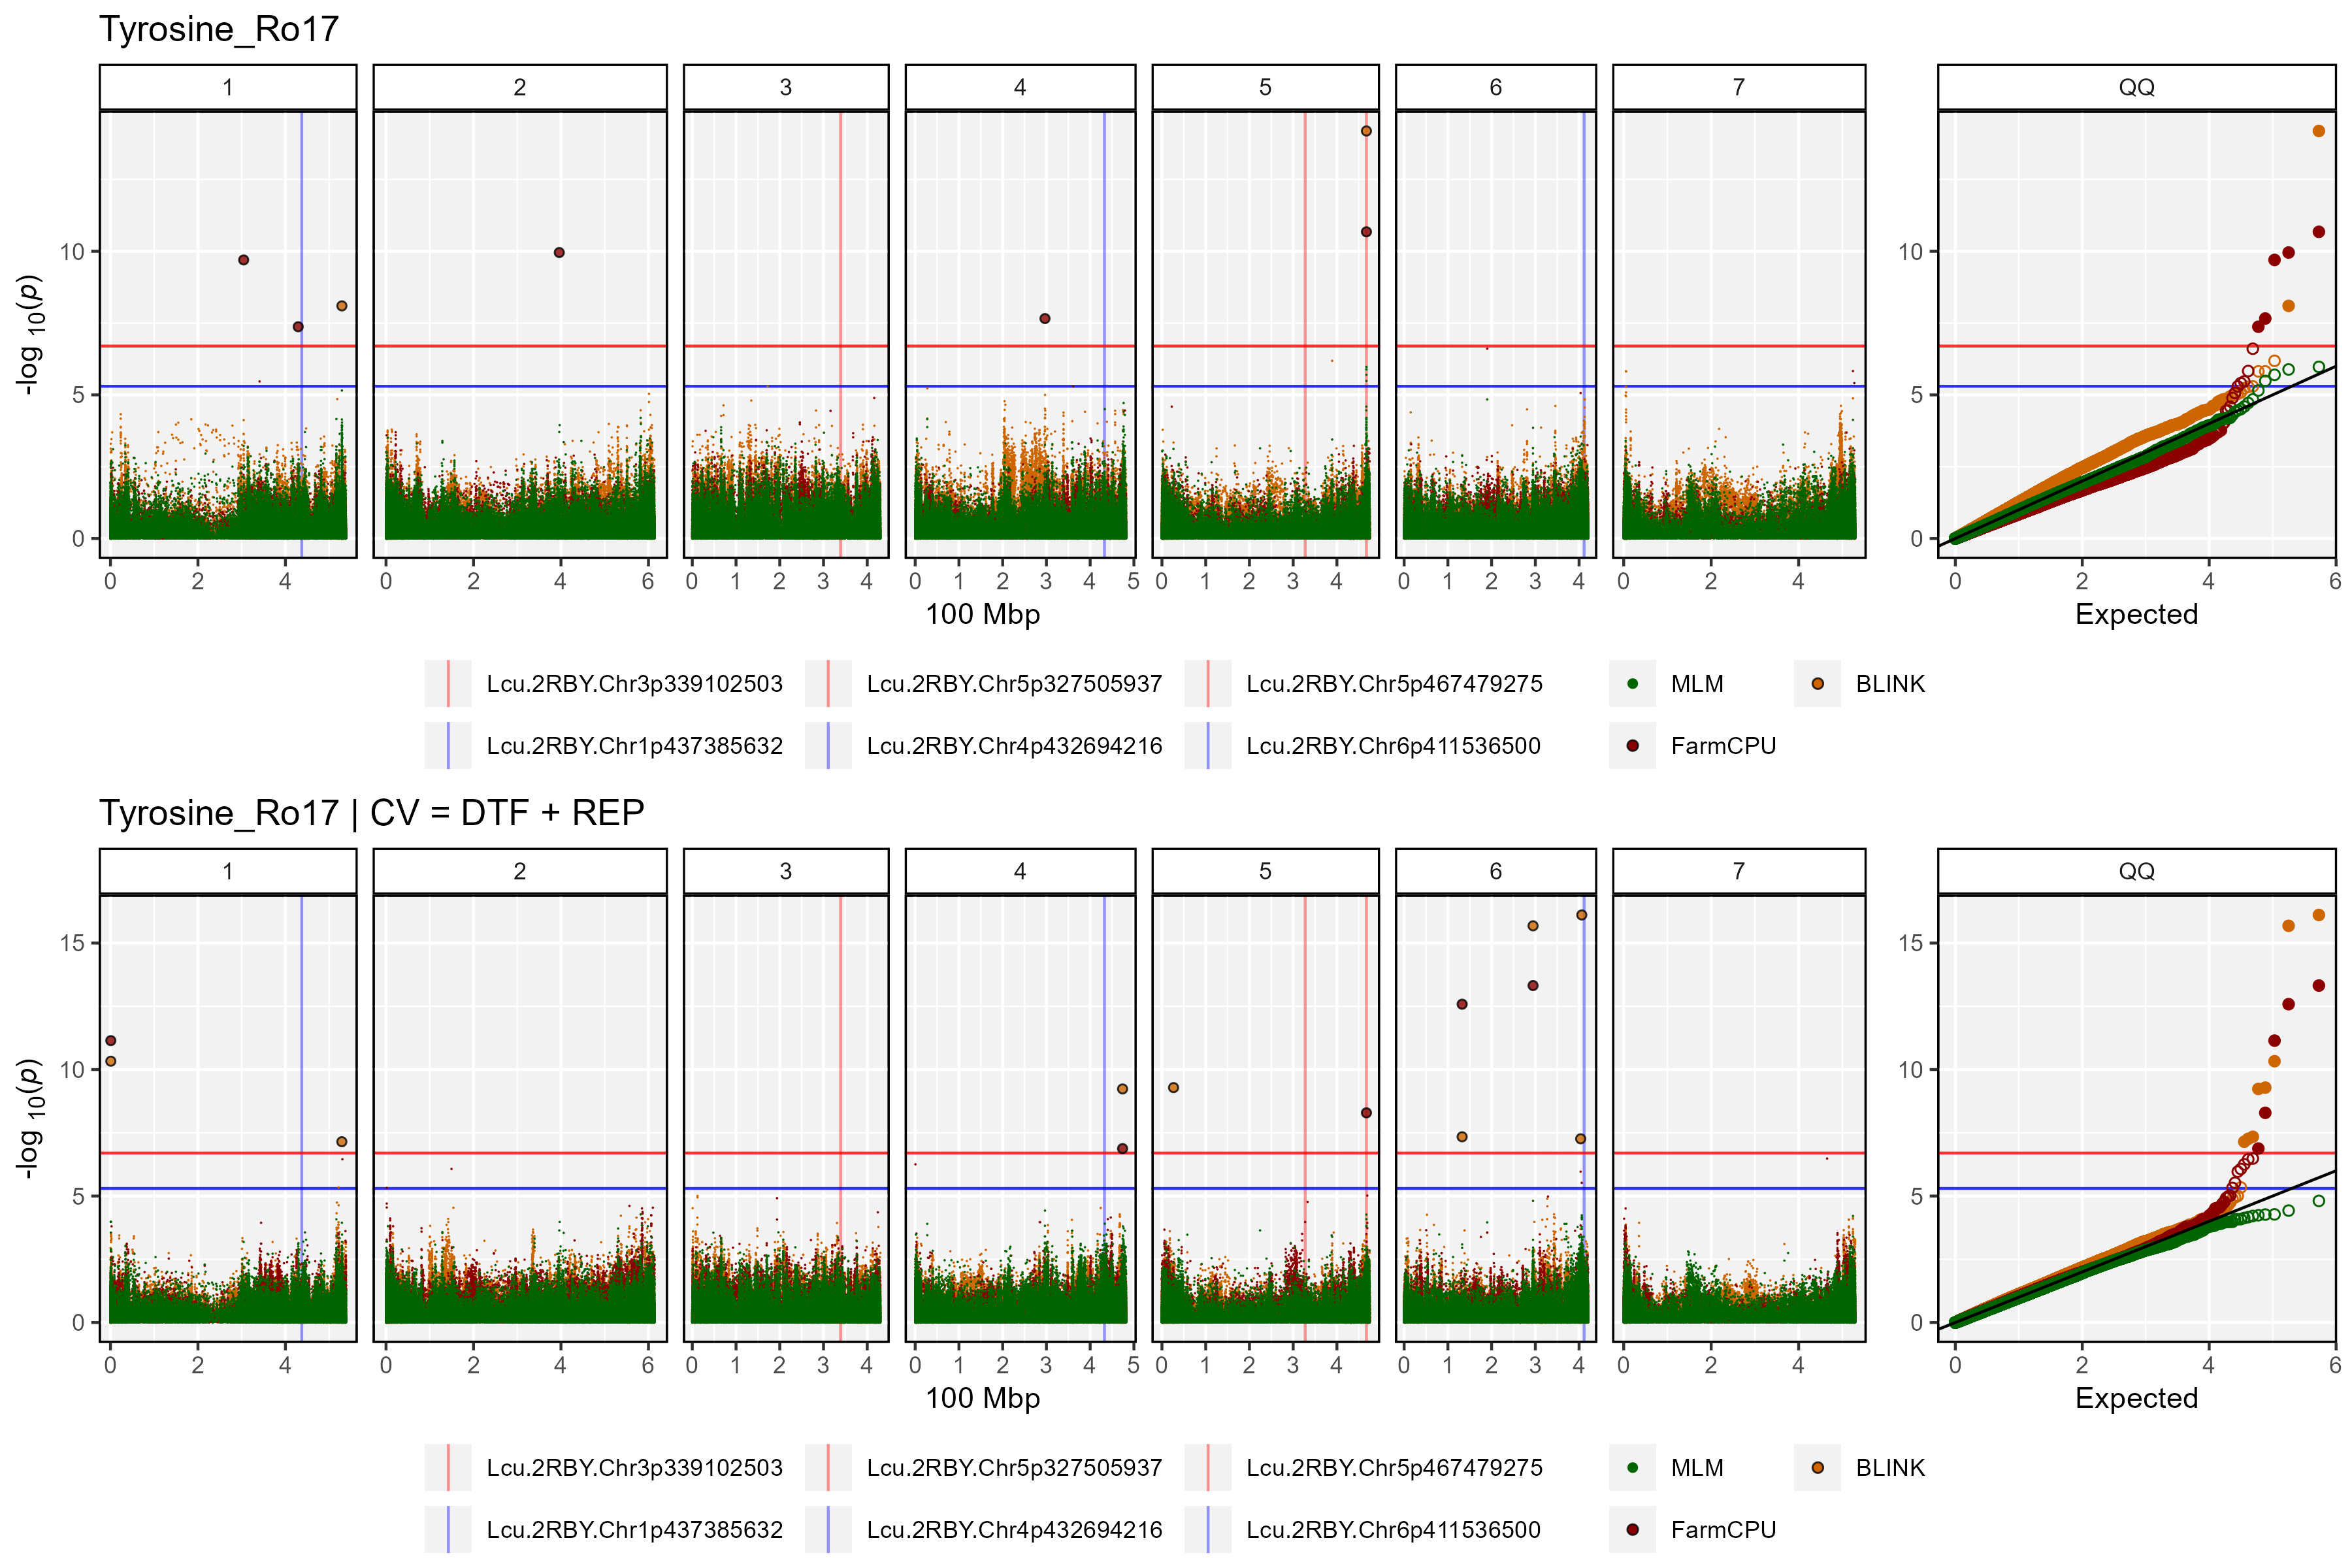 Tyrosine_Ro17
1 2 3 4 5 6 7 QQ
10
5
0
-log 10(p)
10
5
0
0 2 4 0 2 4 6 0 1 2 3 4 0 1 2 3 4 5 0 1 2 3 4 0 1 2 3 4 0 2 4 0 2 4 6
100 Mbp Expected
Lcu.2RBY.Chr3p339102503 Lcu.2RBY.Chr5p327505937 Lcu.2RBY.Chr5p467479275 MLM BLINK
Lcu.2RBY.Chr1p437385632 Lcu.2RBY.Chr4p432694216 Lcu.2RBY.Chr6p411536500 FarmCPU
Tyrosine_Ro17 | CV = DTF + REP
1 2 3 4 5 6 7 QQ
15
10
5
0
-log 10(p)
15
10
5
0
0 2 4 0 2 4 6 0 1 2 3 4 0 1 2 3 4 5 0 1 2 3 4 0 1 2 3 4 0 2 4 0 2 4 6
100 Mbp Expected
Lcu.2RBY.Chr3p339102503 Lcu.2RBY.Chr5p327505937 Lcu.2RBY.Chr5p467479275 MLM BLINK
Lcu.2RBY.Chr1p437385632 Lcu.2RBY.Chr4p432694216 Lcu.2RBY.Chr6p411536500 FarmCPU